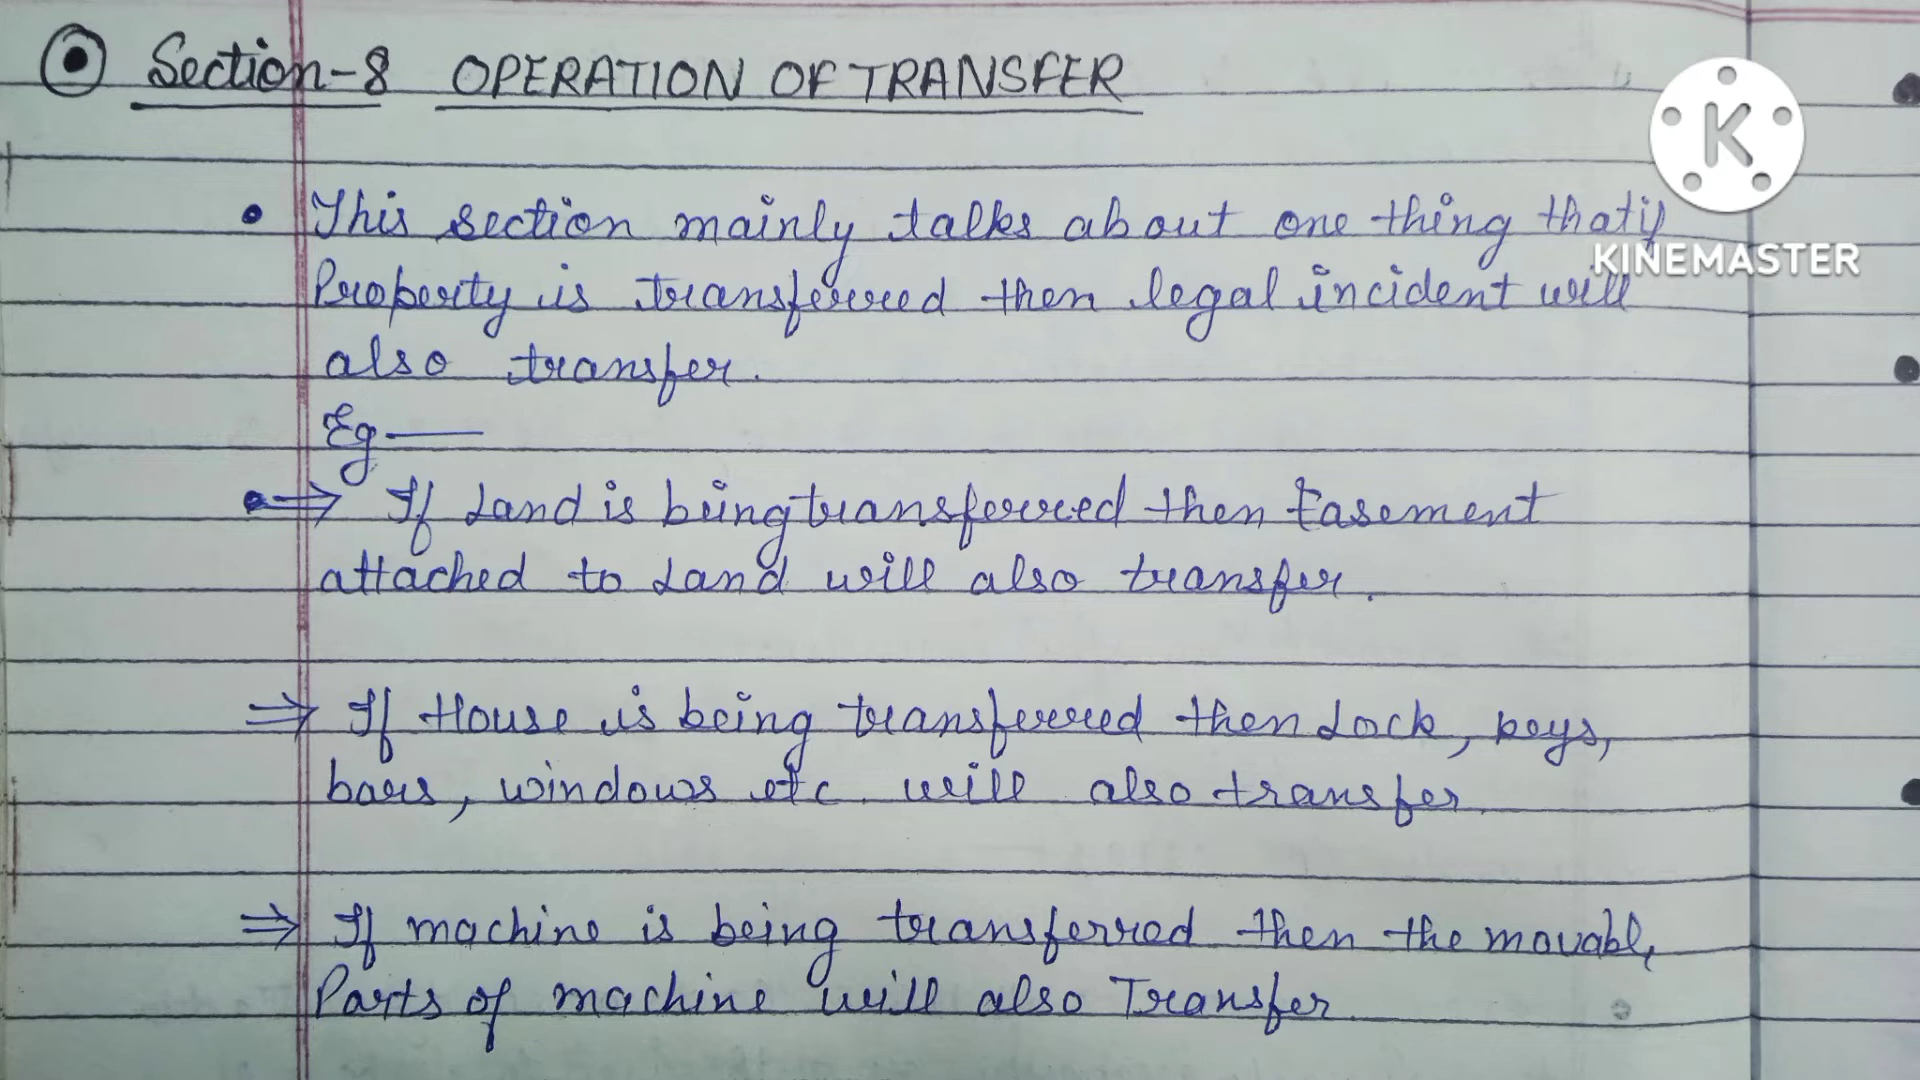 Section-8 OPERATION OF TRANSFER
K
KINEMASTER
• This section mainly talks about one thing that if
Property is transferred then legal incident will
also transfer.
Eg —
⇒ If Land is being transferred then Easement
attached to Land will also transfer.
⇒ If House is being transferred then Lock, keys,
bars, windows etc. will also transfer.
⇒ If machine is being transferred then the movabl,
Parts of machine will also Transfer.